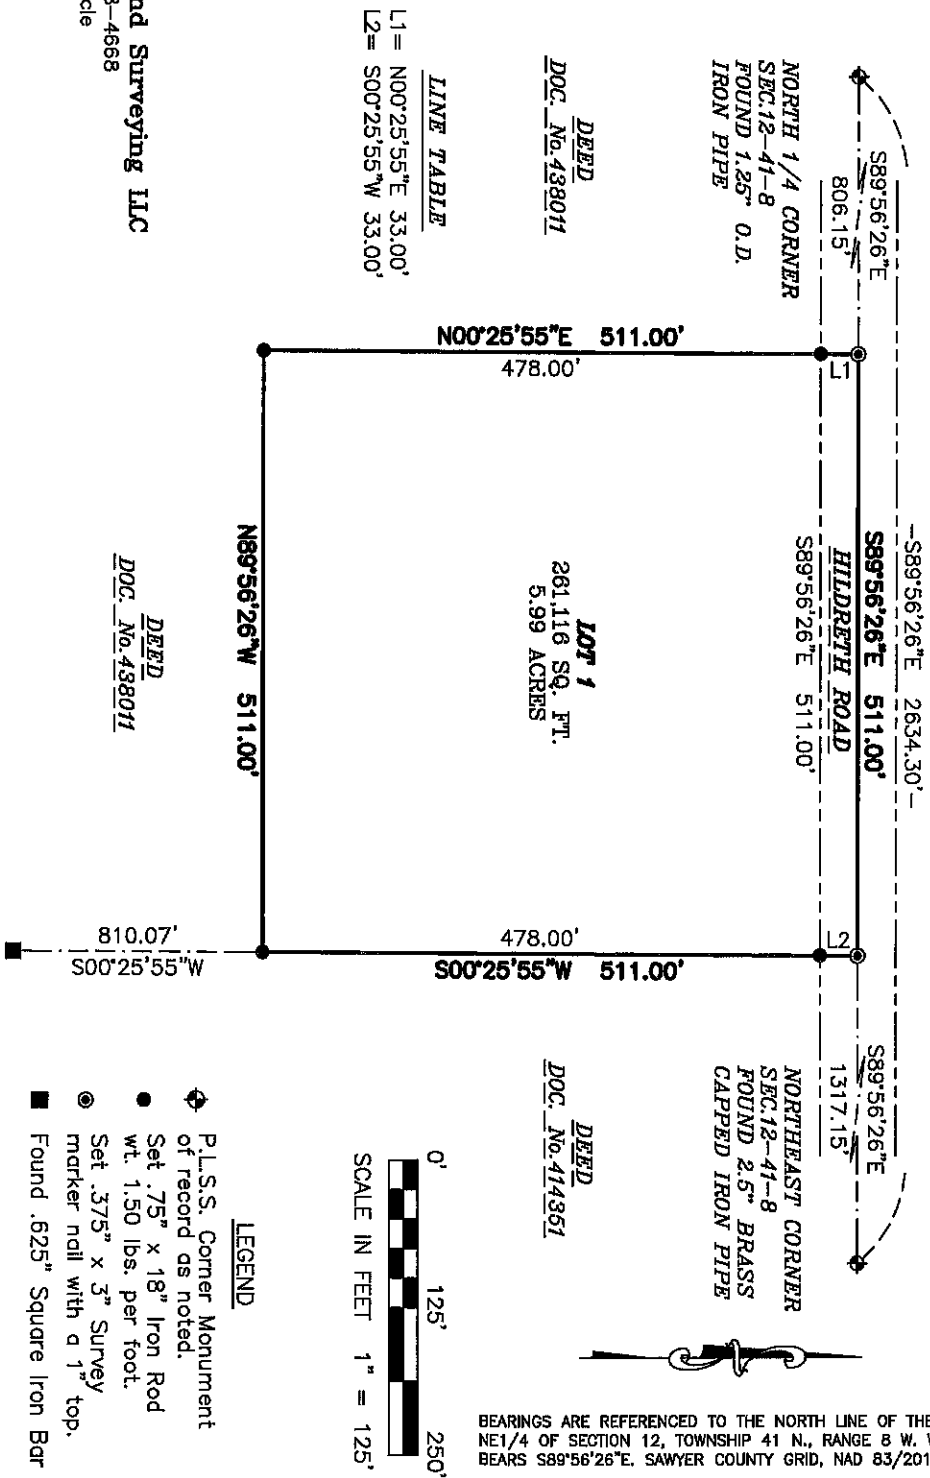 -S89°56'26"E 2634.30'-
S89°56'26"E
806.15'
S89°56'26"E 511.00'
HILDRETH ROAD
S89°56'26"E 511.00'
S89°56'26"E
1317.15'
NORTH 1/4 CORNER
SEC.12-41-8
FOUND 1.25" O.D.
IRON PIPE
NORTHEAST CORNER
SEC.12-41-8
FOUND 2.5" BRASS
CAPPED IRON PIPE
L1
L2
N00°25'55"E 511.00'
478.00'
478.00'
S00°25'55"W 511.00'
DEED
DOC. No.438011
LOT 1
261,116 SQ. FT.
5.99 ACRES
DEED
DOC. No.414351
LINE TABLE
L1= N00°25'55"E 33.00'
L2= S00°25'55"W 33.00'
N89°56'26"W 511.00'
DEED
DOC. No.438011
810.07'
S00°25'55"W
0' 125' 250'
SCALE IN FEET 1" = 125'
LEGEND
P.L.S.S. Corner Monument
of record as noted.
Set .75" x 18" Iron Rod
wt. 1.50 lbs. per foot.
Set .375" x 3" Survey
marker nail with a 1" top.
Found .625" Square Iron Bar
nd Surveying LLC
-4668
cle
BEARINGS ARE REFERENCED TO THE NORTH LINE OF THE
NE1/4 OF SECTION 12, TOWNSHIP 41 N., RANGE 8 W.
BEARS S89°56'26"E. SAWYER COUNTY GRID, NAD 83/201